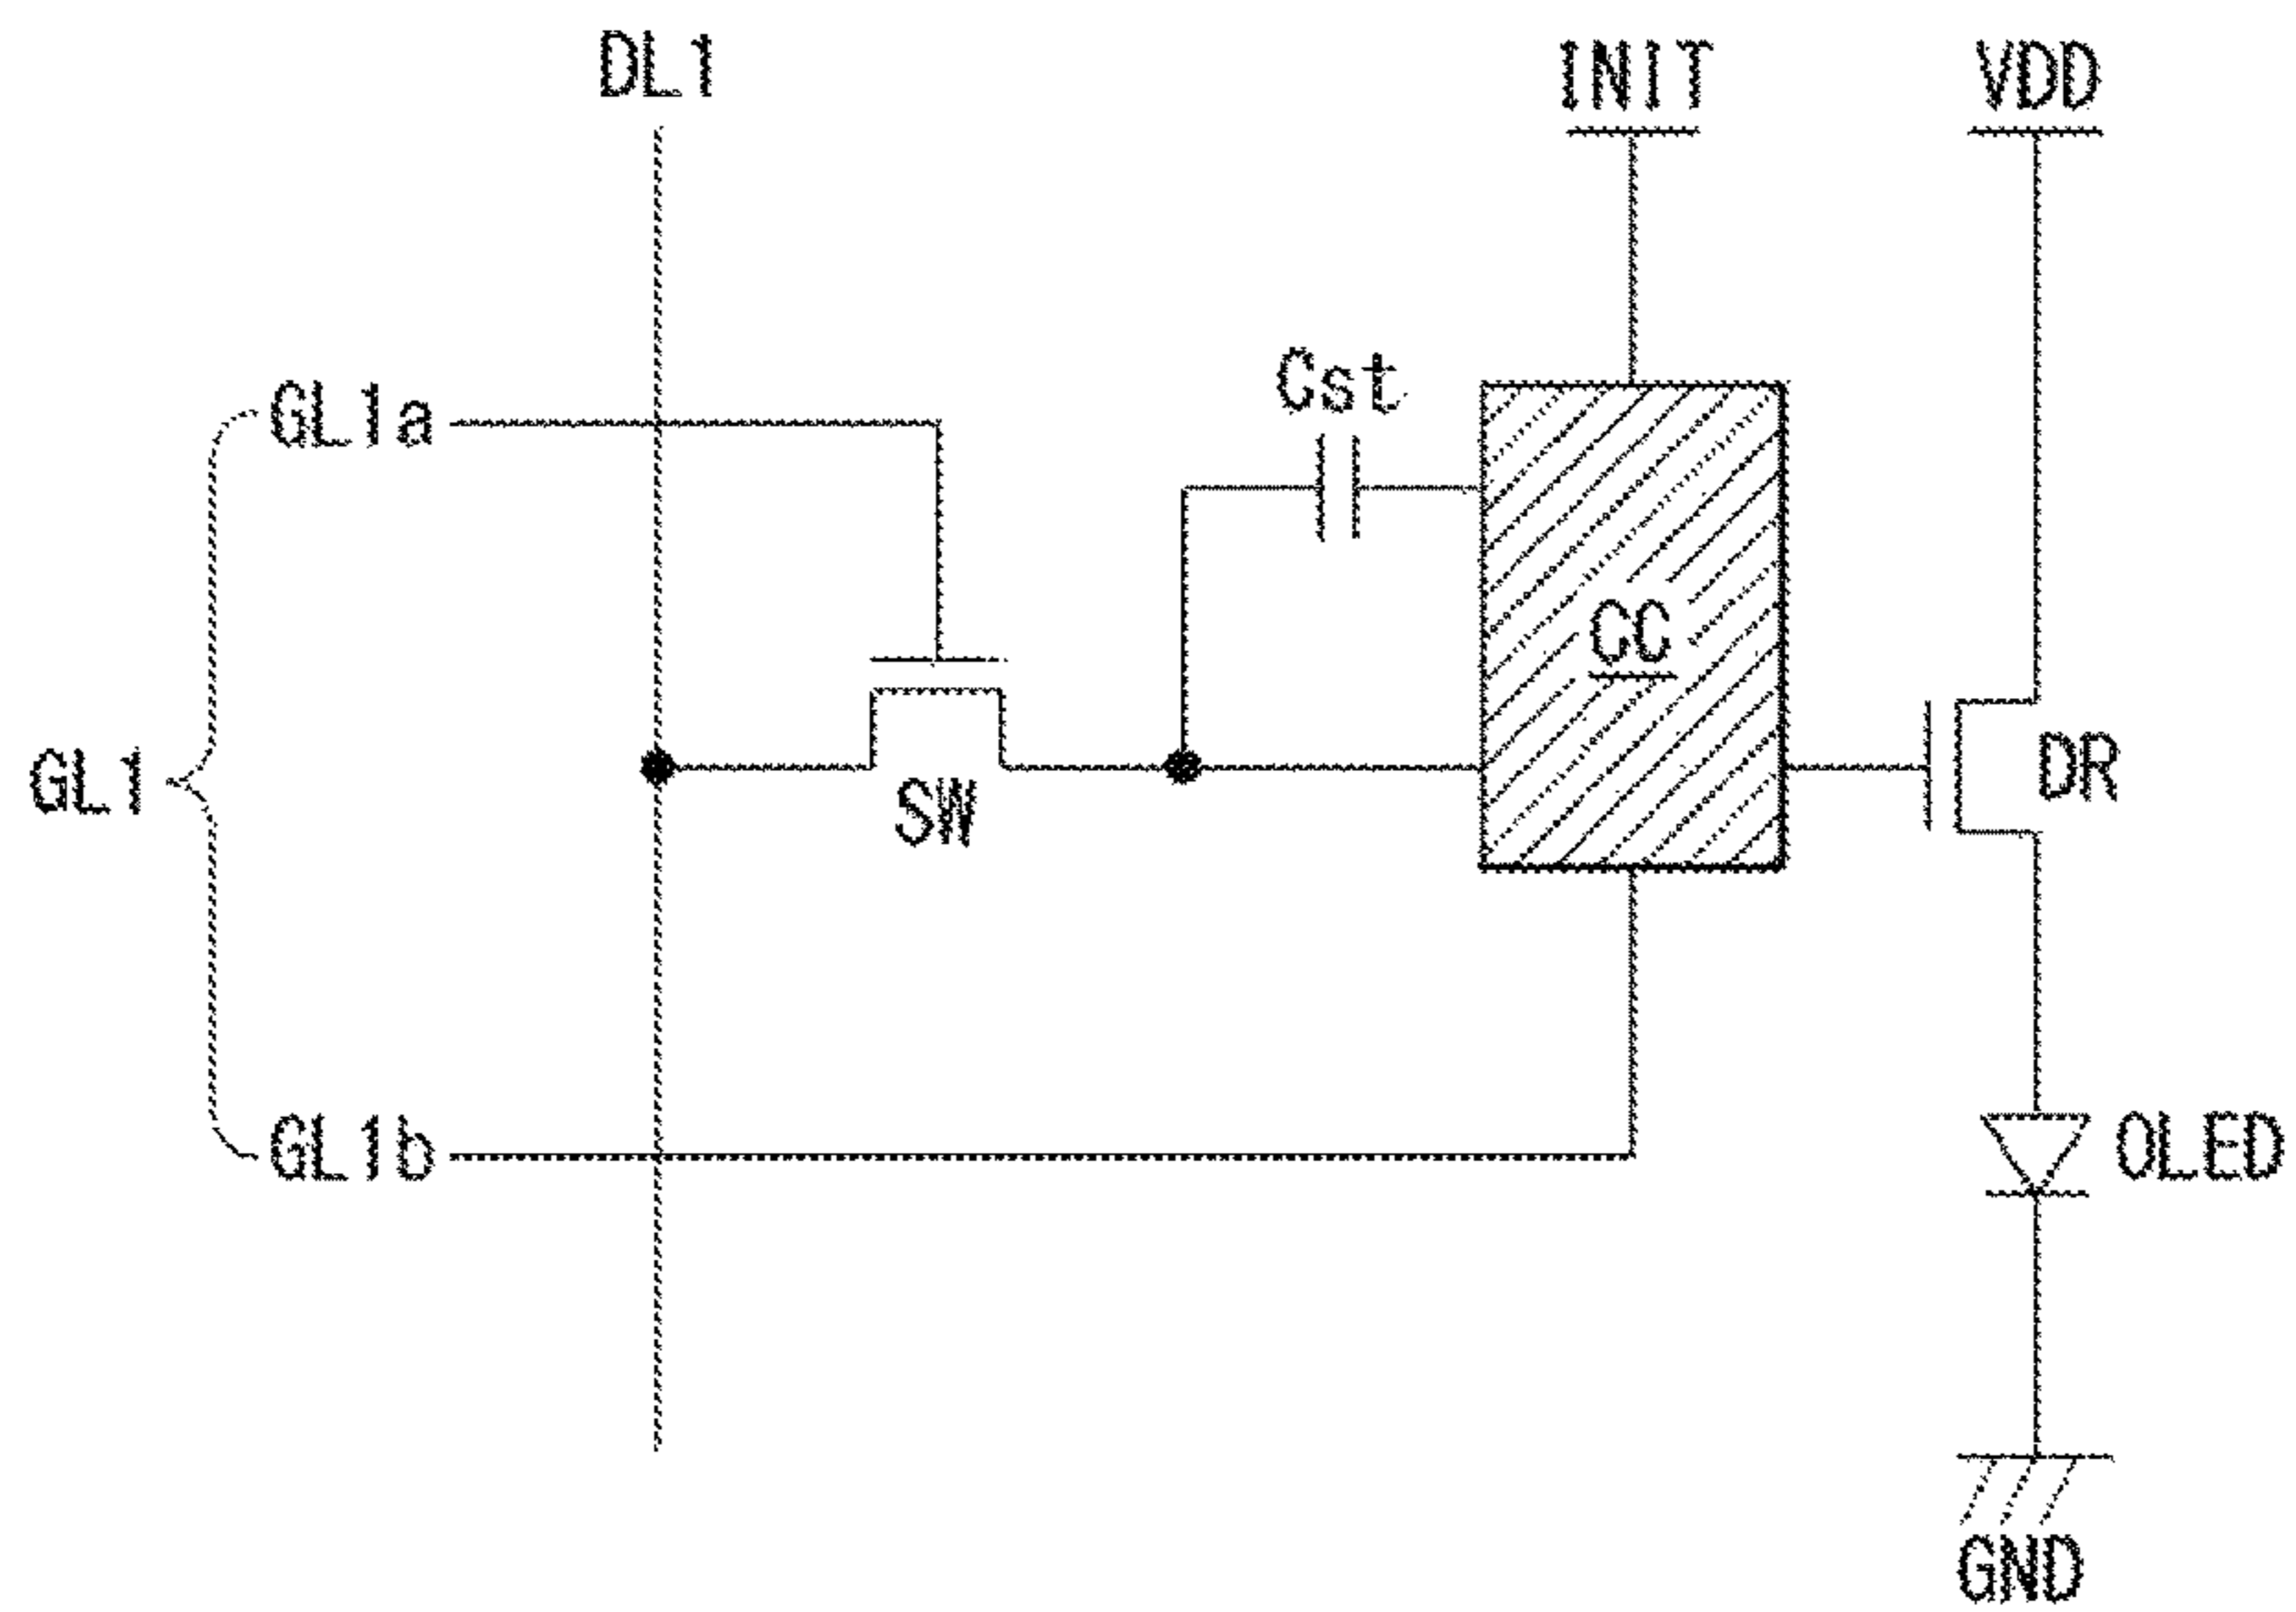 DL1
INIT
VDD
Cst
GL1a
CC
GL1
SW
DR
GL1b
OLED
GND